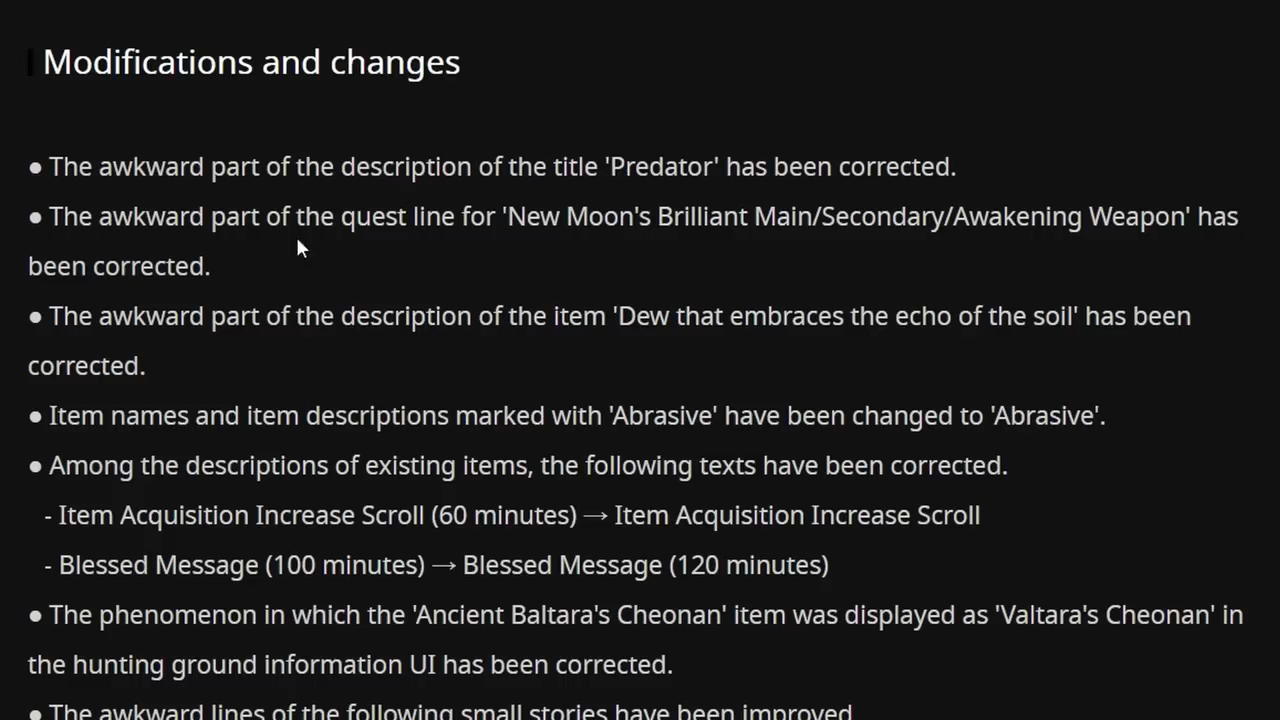 Modifications and changes
● The awkward part of the description of the title 'Predator' has been corrected.
● The awkward part of the quest line for 'New Moon's Brilliant Main/Secondary/Awakening Weapon' has
been corrected.
● The awkward part of the description of the item 'Dew that embraces the echo of the soil' has been
corrected.
● Item names and item descriptions marked with 'Abrasive' have been changed to 'Abrasive'.
● Among the descriptions of existing items, the following texts have been corrected.
- Item Acquisition Increase Scroll (60 minutes) → Item Acquisition Increase Scroll
- Blessed Message (100 minutes) → Blessed Message (120 minutes)
● The phenomenon in which the 'Ancient Baltara's Cheonan' item was displayed as 'Valtara's Cheonan' in
the hunting ground information UI has been corrected.
● The awkward lines of the following small stories have been improved